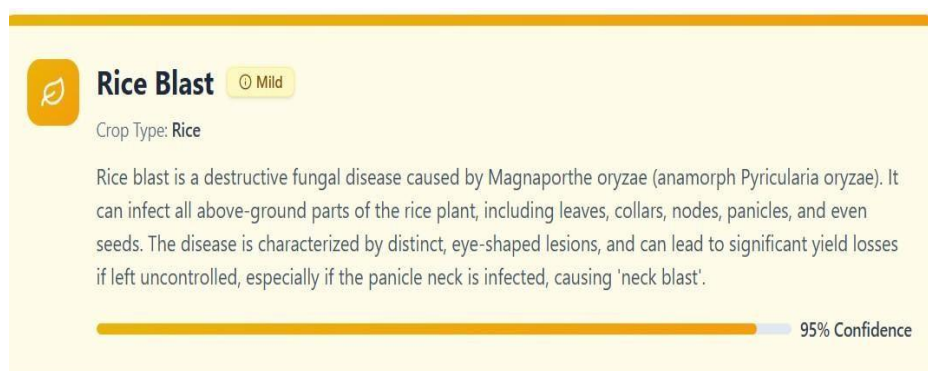 Rice Blast
Mild
Crop Type: Rice
Rice blast is a destructive fungal disease caused by Magnaporthe oryzae (anamorph Pyricularia oryzae). It
can infect all above-ground parts of the rice plant, including leaves, collars, nodes, panicles, and even
seeds. The disease is characterized by distinct, eye-shaped lesions, and can lead to significant yield losses
if left uncontrolled, especially if the panicle neck is infected, causing 'neck blast'.
95% Confidence